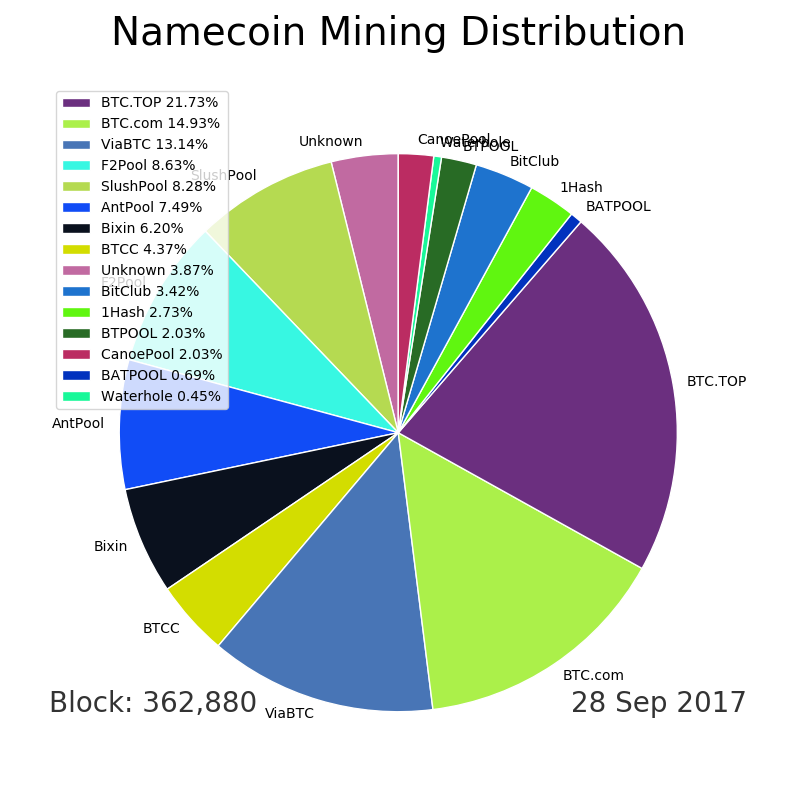 Namecoin Mining Distribution
BTC.TOP 21.73%
BTC.com 14.93%
ViaBTC 13.14%
F2Pool 8.63%
SlushPool 8.28%
AntPool 7.49%
Bixin 6.20%
BTCC 4.37%
Unknown 3.87%
BitClub 3.42%
1Hash 2.73%
BTPOOL 2.03%
CanoePool 2.03%
BATPOOL 0.69%
Waterhole 0.45%
Unknown
CanoePool
Waterhole
BTPOOL
BitClub
1Hash
BATPOOL
SlushPool
F2Pool
BTC.TOP
AntPool
Bixin
BTCC
BTC.com
ViaBTC
Block: 362,880
28 Sep 2017